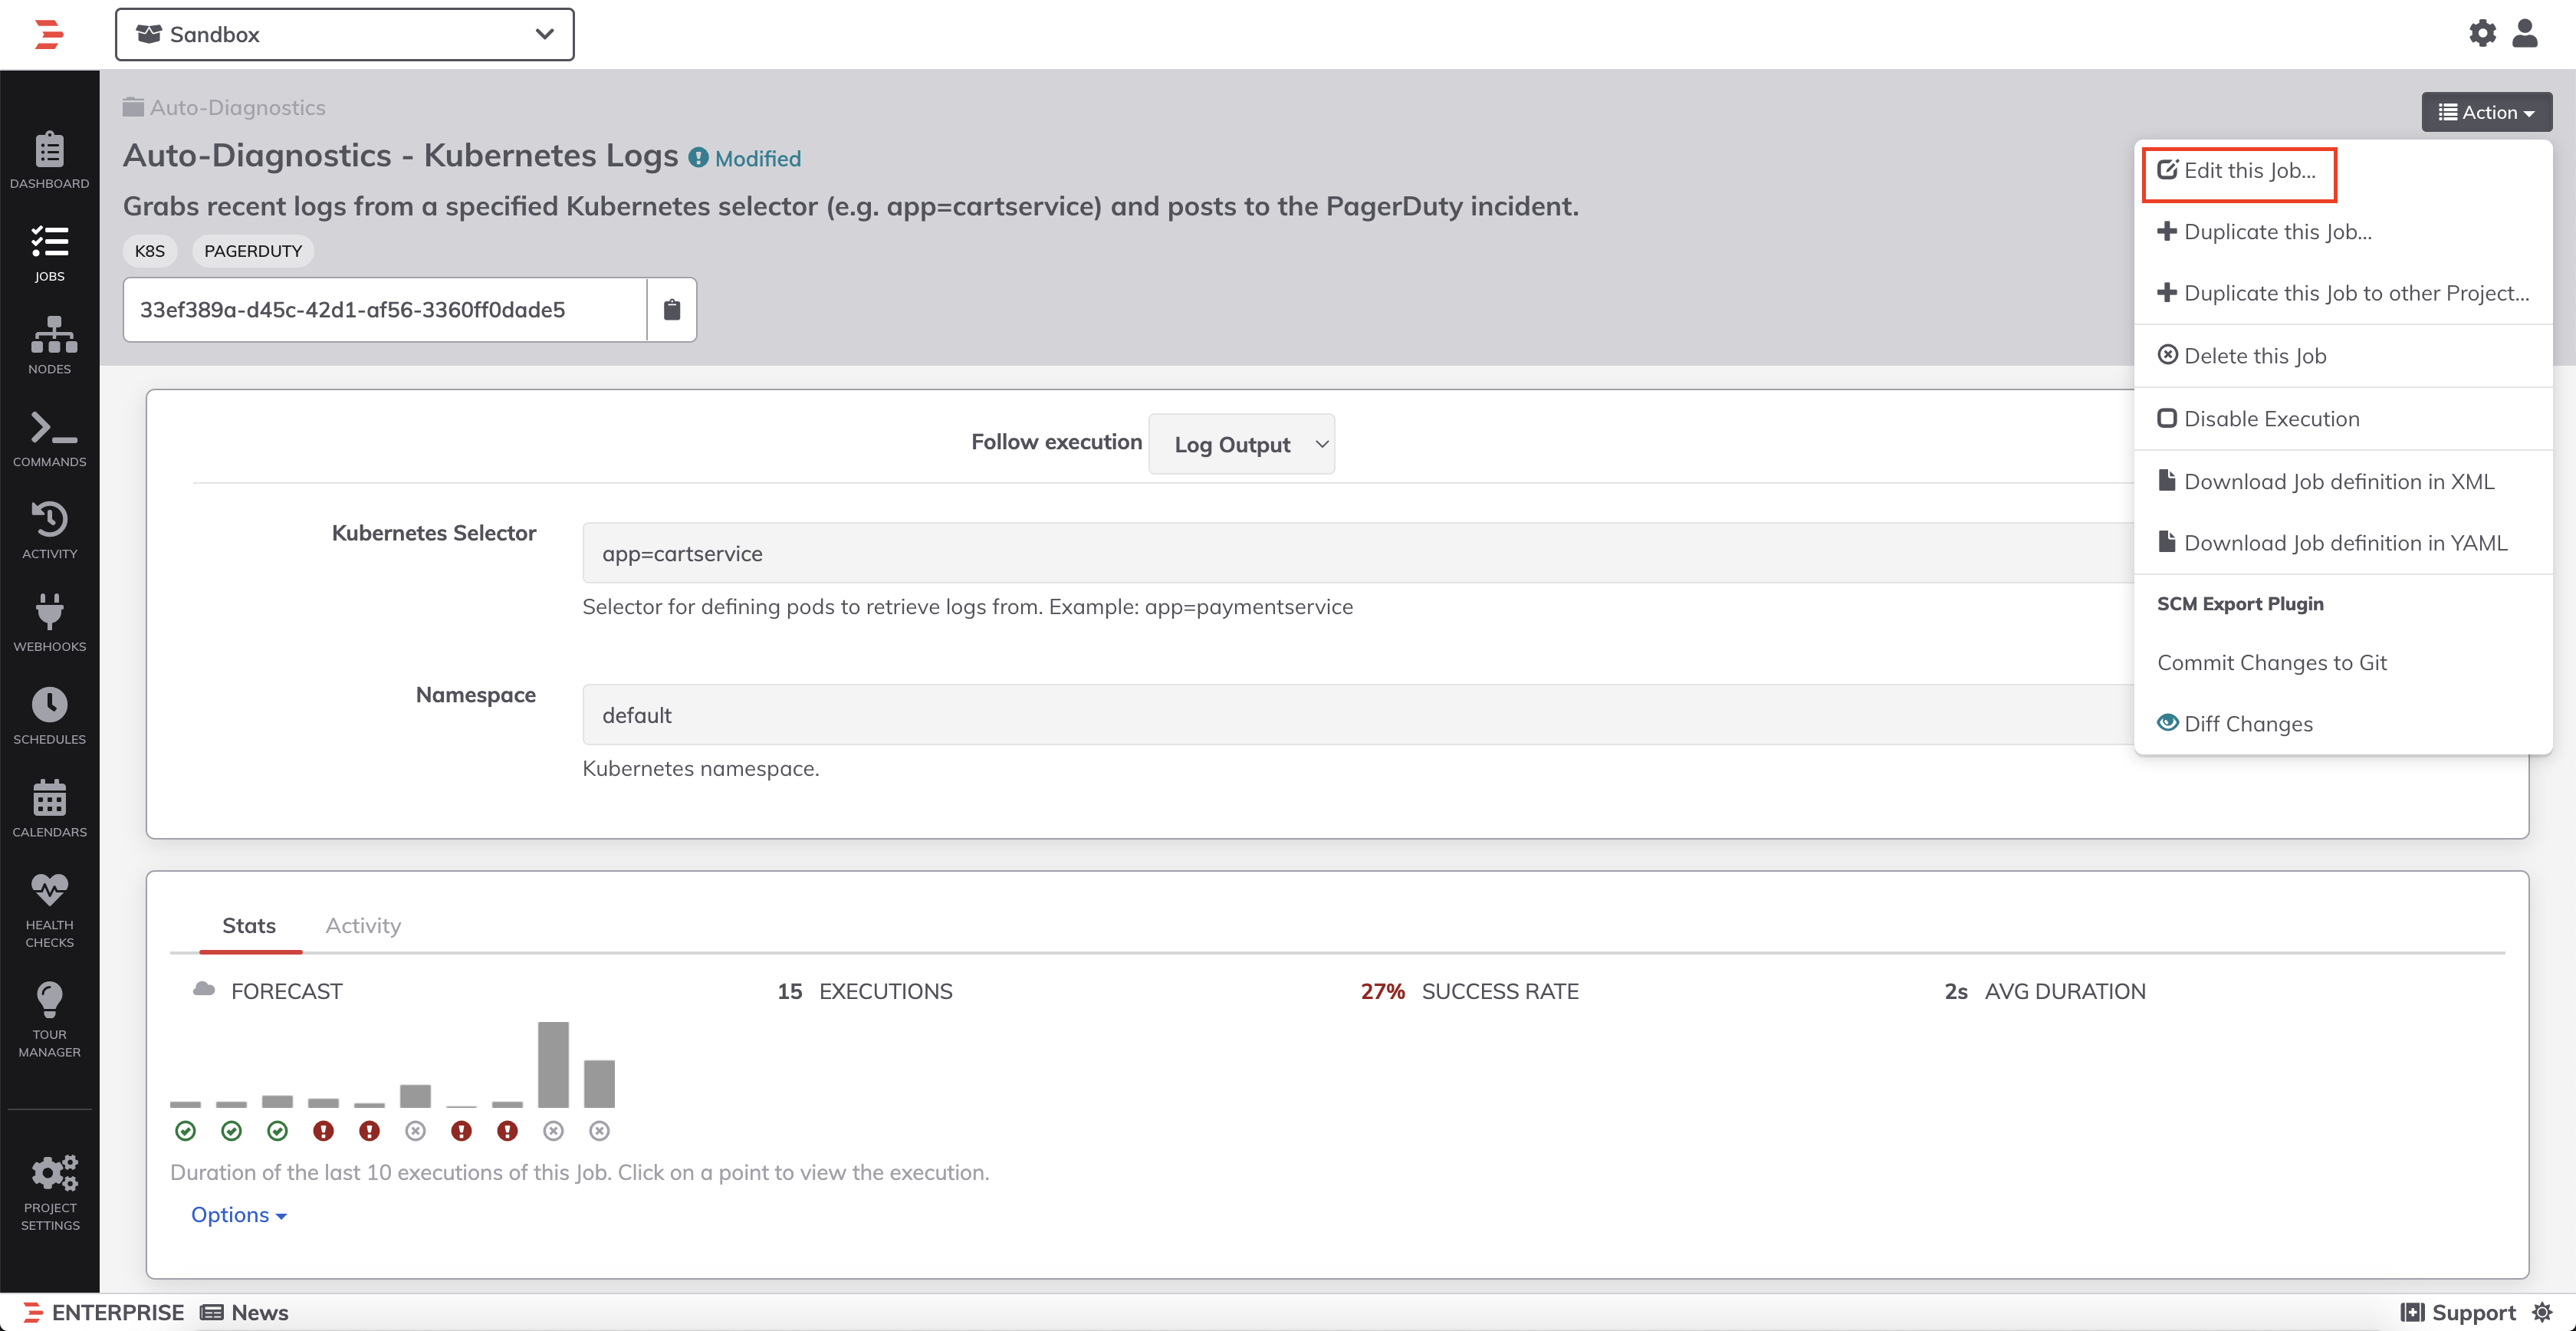 Sandbox
Auto-Diagnostics
Action
Auto-Diagnostics - Kubernetes Logs Modified
Grabs recent logs from a specified Kubernetes selector (e.g. app=cartservice) and posts to the PagerDuty incident.
K8S PAGERDUTY
33ef389a-d45c-42d1-af56-3360ff0dade5
Edit this Job...
Duplicate this Job...
Duplicate this Job to other Project...
Delete this Job
Disable Execution
Download Job definition in XML
Download Job definition in YAML
SCM Export Plugin
Commit Changes to Git
Diff Changes
DASHBOARD
JOBS
NODES
COMMANDS
ACTIVITY
WEBHOOKS
SCHEDULES
CALENDARS
HEALTH
CHECKS
TOUR
MANAGER
PROJECT
SETTINGS
Follow execution Log Output
Kubernetes Selector app=cartservice
Selector for defining pods to retrieve logs from. Example: app=paymentservice
Namespace default
Kubernetes namespace.
Stats Activity
FORECAST 15 EXECUTIONS 27% SUCCESS RATE 2s AVG DURATION
Duration of the last 10 executions of this Job. Click on a point to view the execution.
Options
ENTERPRISE News Support